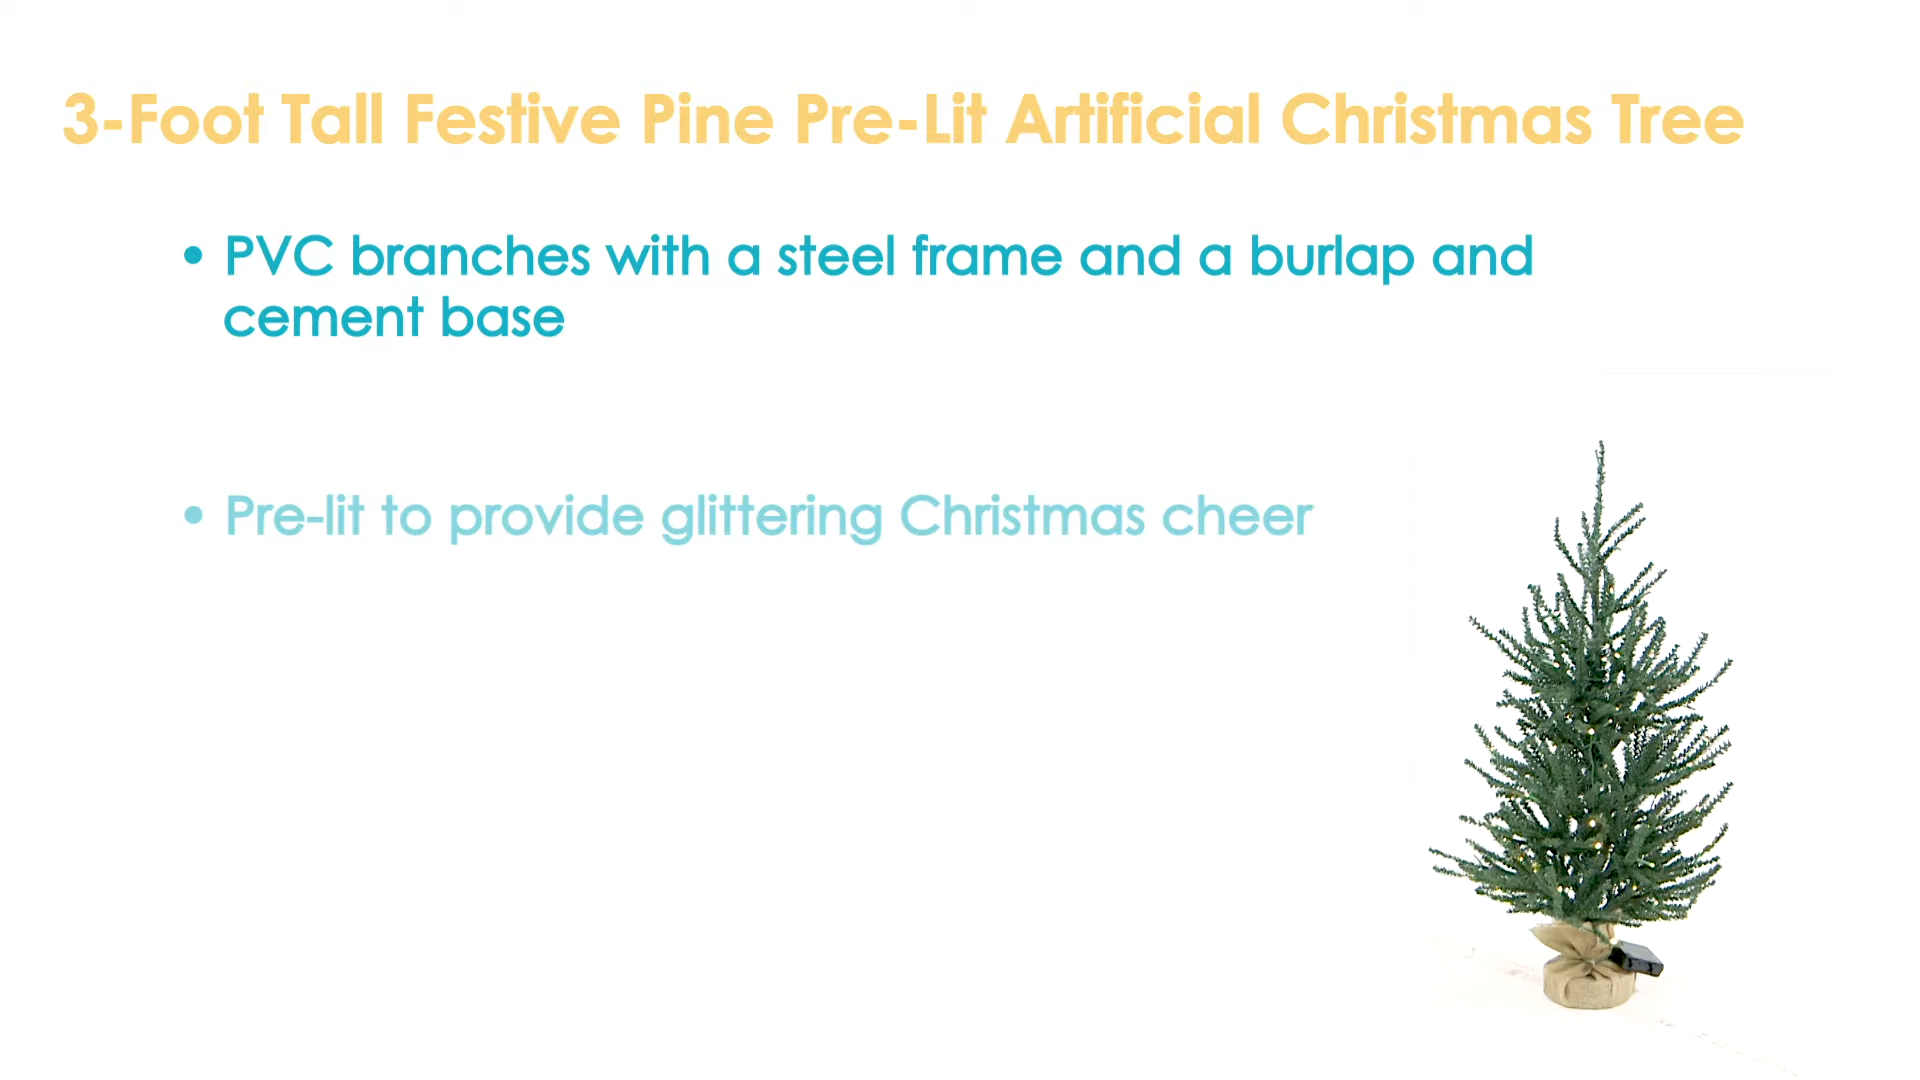 3-Foot Tall Festive Pine Pre-Lit Artificial Christmas Tree
• PVC branches with a steel frame and a burlap and
cement base
• Pre-lit to provide glittering Christmas cheer